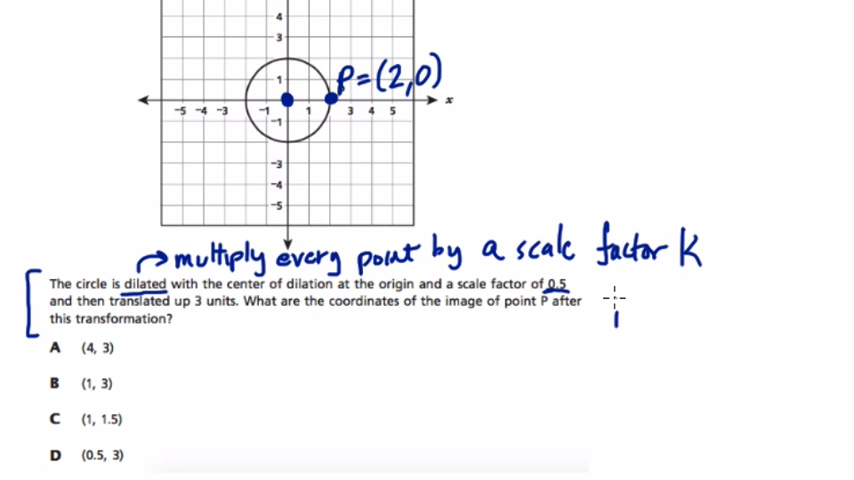 4
3
P=(2,0)
1
x
-5 -4 -3 -1 1 3 4 5
-1
-3
-4
-5
multiply every point by a scale factor K
The circle is dilated with the center of dilation at the origin and a scale factor of 0.5
and then translated up 3 units. What are the coordinates of the image of point P after
this transformation?
A (4, 3)
B (1, 3)
C (1, 1.5)
D (0.5, 3)